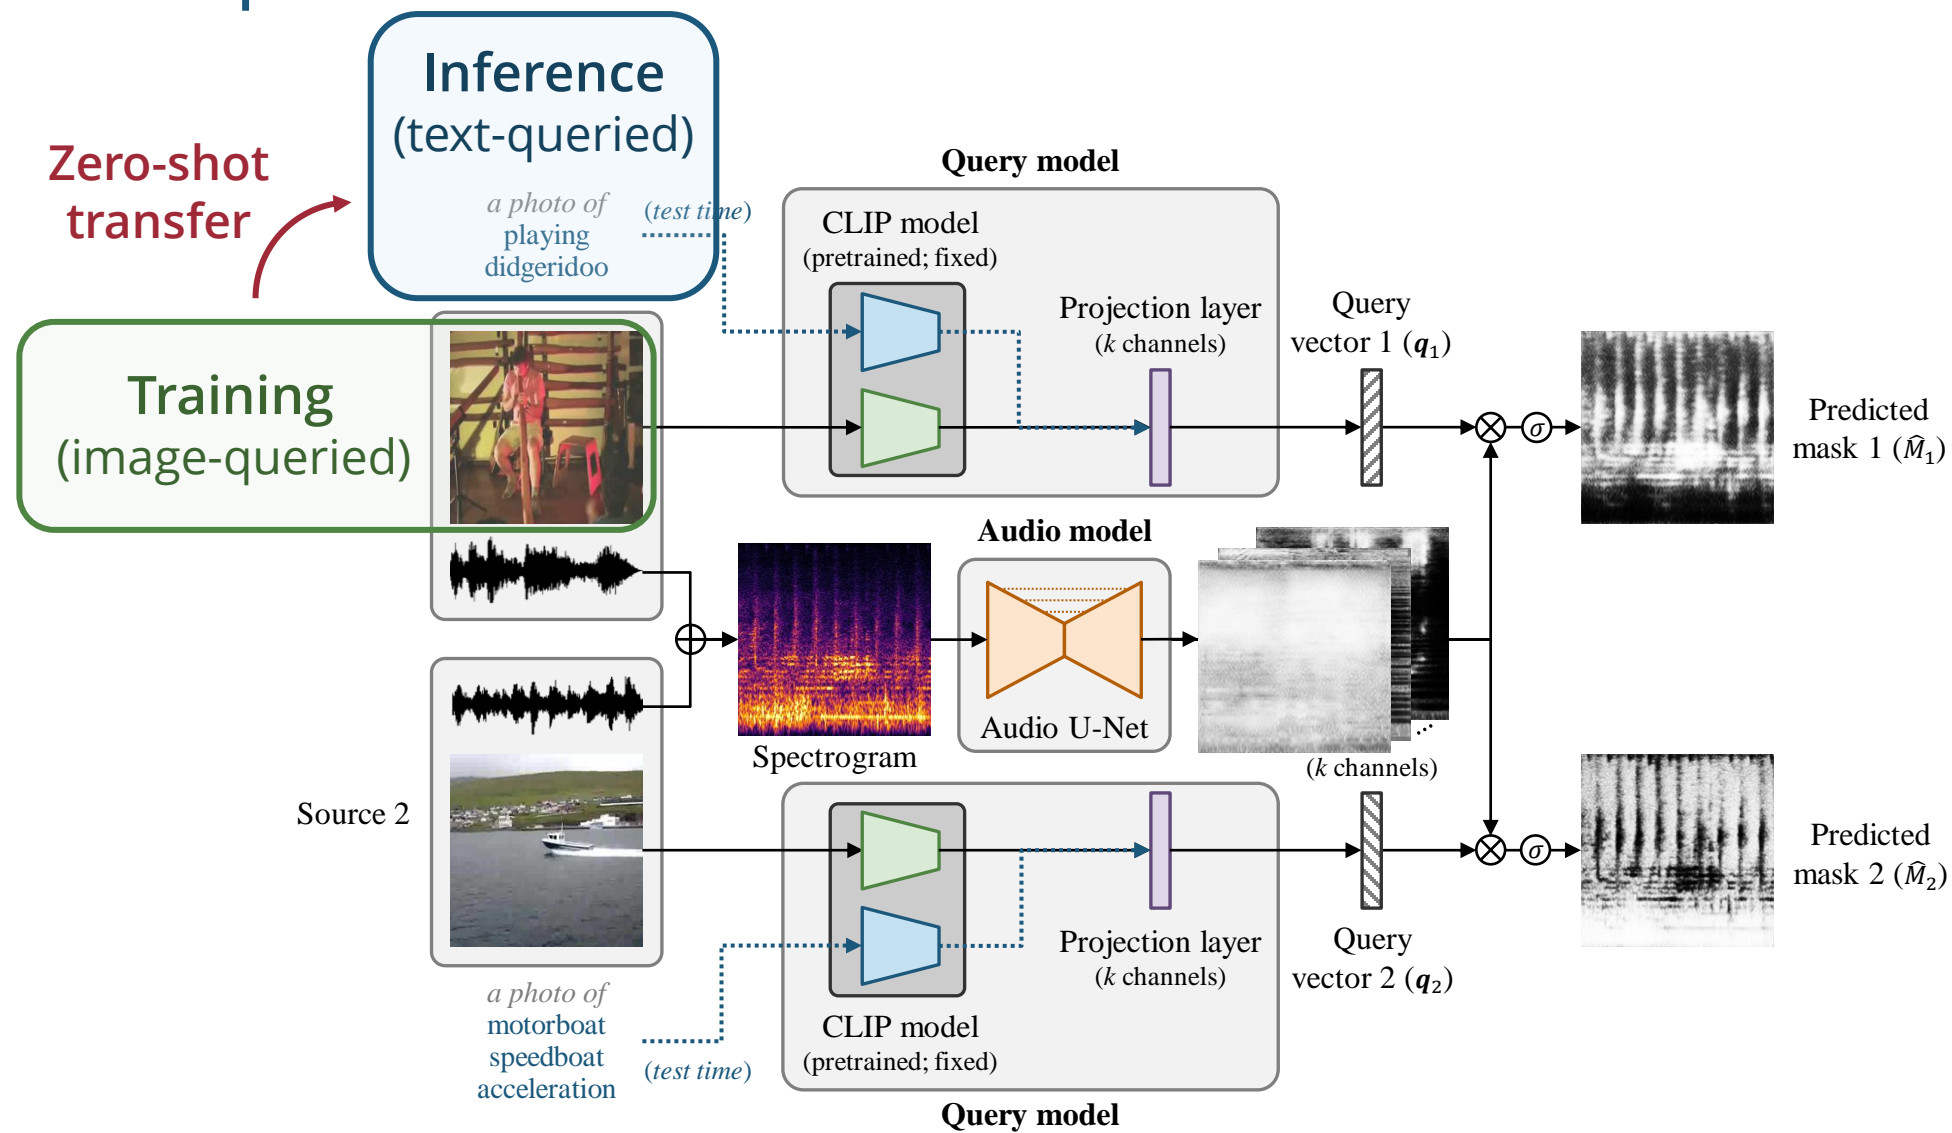 Inference
(text-queried)
Zero-shot
transfer
a photo of
playing
didgeridoo
(test time)
Training
(image-queried)
Query model
CLIP model
(pretrained; fixed)
Projection layer
(k channels)
Query
vector 1 (q₁)
σ
Predicted
mask 1 (M̂₁)
Audio model
Audio U-Net
Spectrogram
...
(k channels)
Source 2
a photo of
motorboat
speedboat
acceleration
(test time)
Projection layer
(k channels)
CLIP model
(pretrained; fixed)
Query model
Query
vector 2 (q₂)
σ
Predicted
mask 2 (M̂₂)